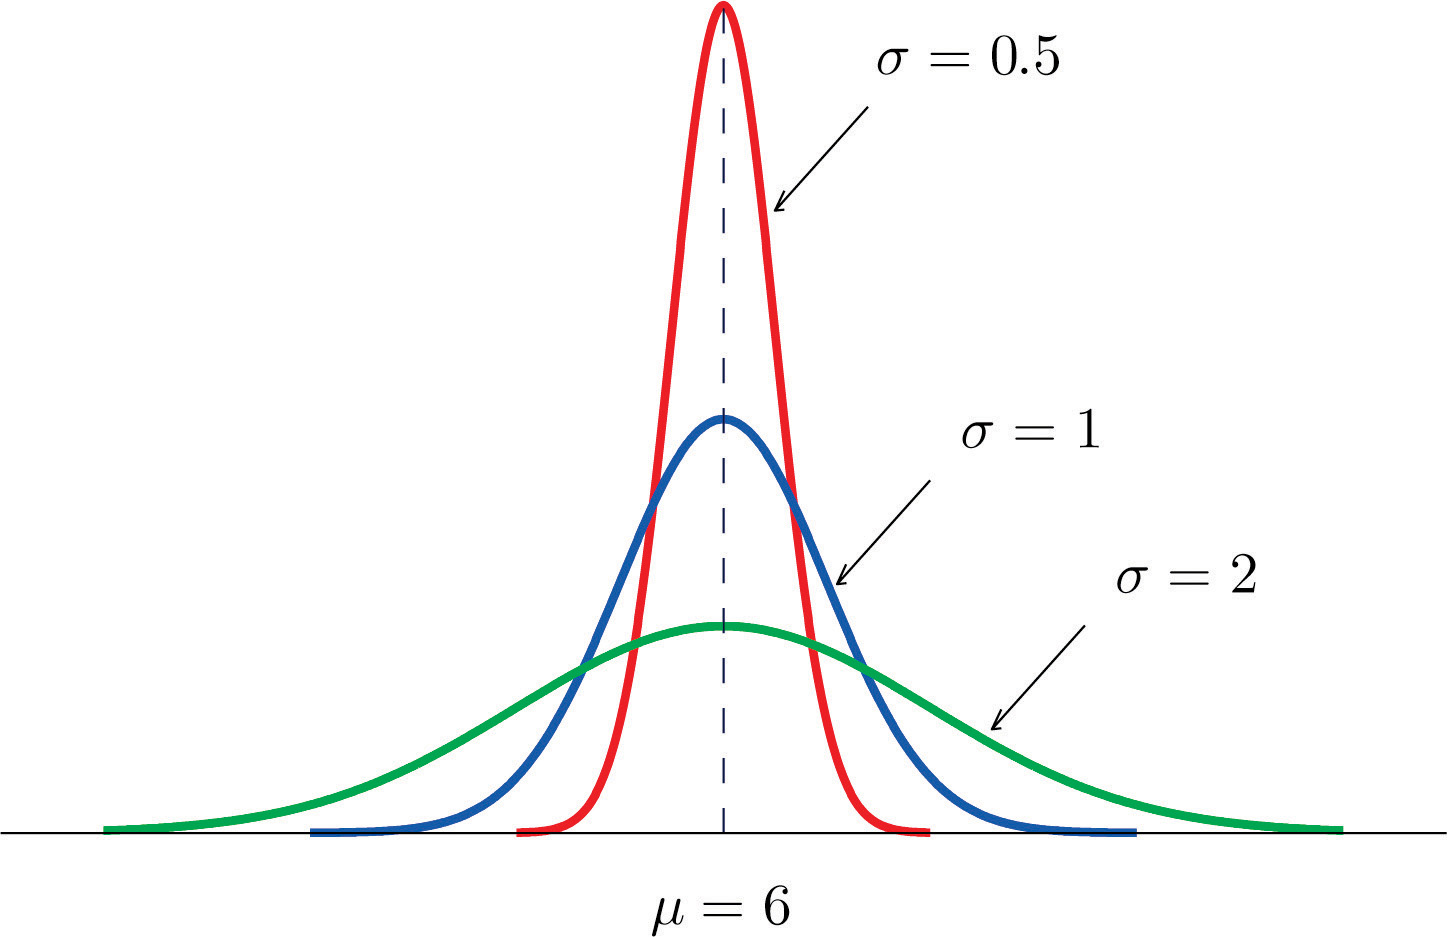 σ = 0.5
σ = 1
σ = 2
μ = 6